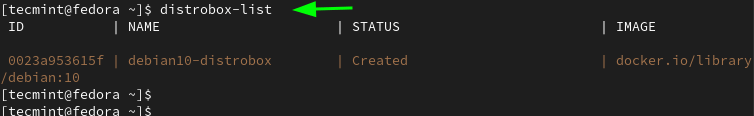 [tecmint@fedora ~]$ distrobox-list
ID | NAME | STATUS | IMAGE
0023a953615f | debian10-distrobox | Created | docker.io/library
/debian:10
[tecmint@fedora ~]$
[tecmint@fedora ~]$